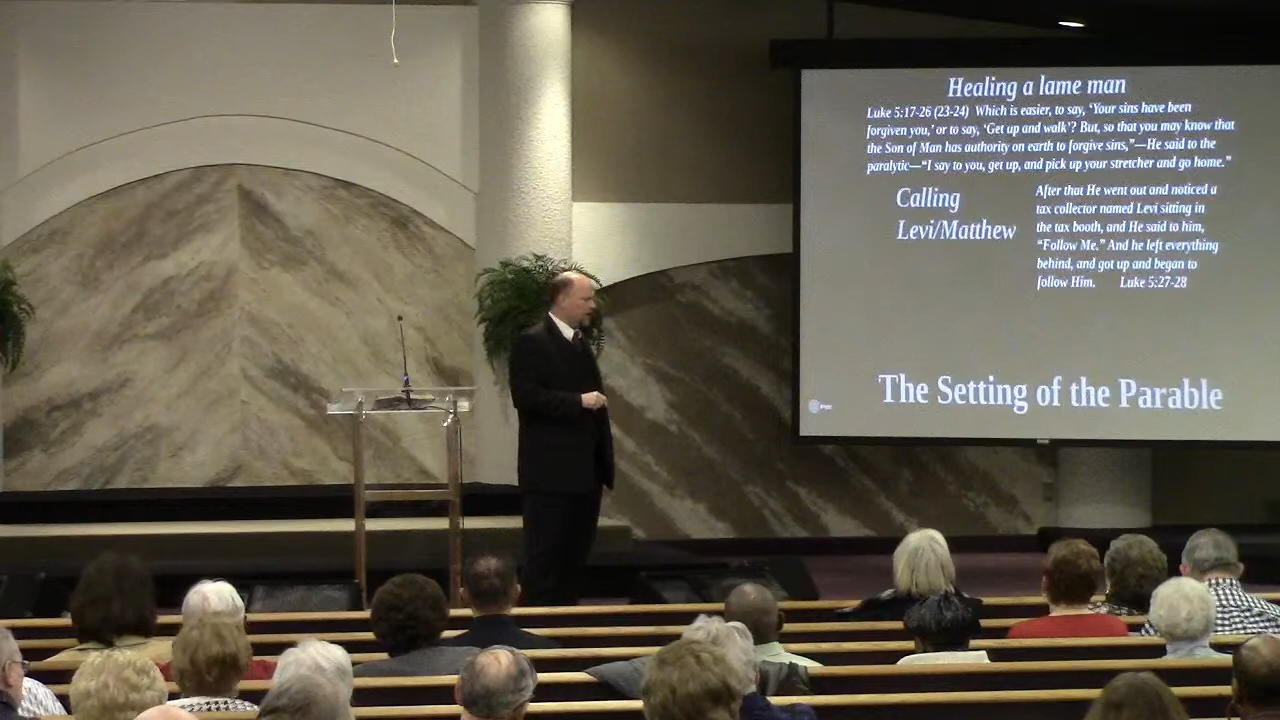 Healing a lame man
Luke 5:17-26 (23-24) Which is easier, to say, ‘Your sins have been
forgiven you,’ or to say, ‘Get up and walk’? But, so that you may know that
the Son of Man has authority on earth to forgive sins,”—He said to the
paralytic—“I say to you, get up, and pick up your stretcher and go home.”
Calling
Levi/Matthew
After that He went out and noticed a
tax collector named Levi sitting in
the tax booth, and He said to him,
“Follow Me.” And he left everything
behind, and got up and began to
follow Him. Luke 5:27-28
The Setting of the Parable